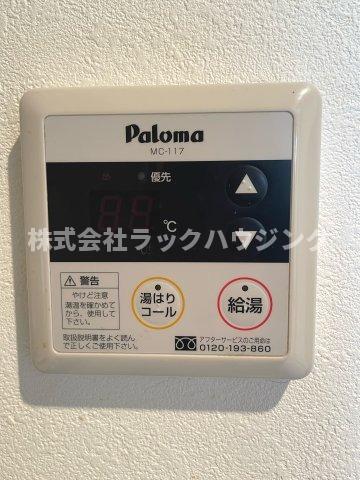 Paloma
MC-117
優先
℃
株式会社ラックハウジング
警告
やけど注意
湯温を確かめて
から、使用して
下さい。
取扱説明書をよく読ん
で正しくご使用下さい。
湯はり
コール
給湯
アフターサービスのご用命は
0120-193-860